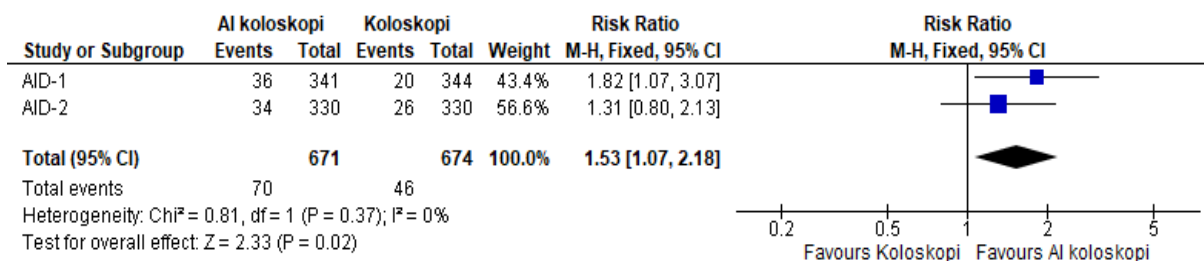 AI koloskopi Koloskopi Risk Ratio Risk Ratio
Study or Subgroup Events Total Events Total Weight M-H, Fixed, 95% CI M-H, Fixed, 95% CI
AID-1 36 341 20 344 43.4% 1.82 [1.07, 3.07]
AID-2 34 330 26 330 56.6% 1.31 [0.80, 2.13]
Total (95% CI) 671 674 100.0% 1.53 [1.07, 2.18]
Total events 70 46
Heterogeneity: Chi² = 0.81, df = 1 (P = 0.37); I² = 0%
Test for overall effect: Z = 2.33 (P = 0.02)
0.2 0.5 1 2 5
Favours Koloskopi Favours AI koloskopi